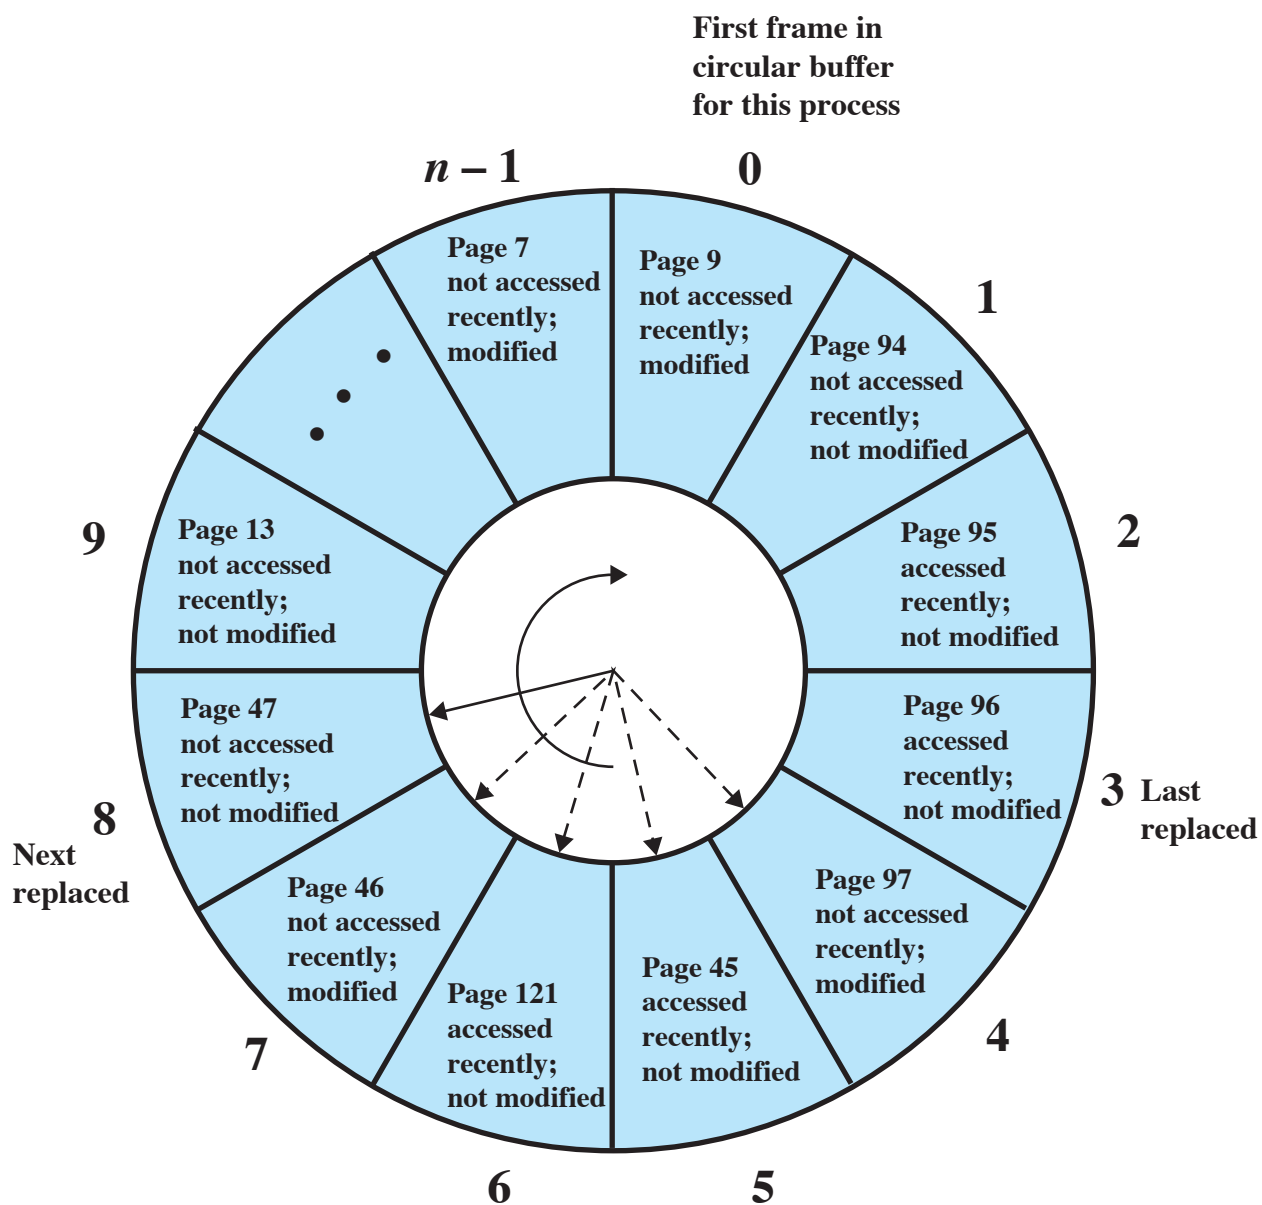 First frame in
circular buffer
for this process
n – 1
0
Page 7
not accessed
recently;
modified
Page 9
not accessed
recently;
modified
1
Page 94
not accessed
recently;
not modified
2
Page 95
accessed
recently;
not modified
3
Last
replaced
Page 96
accessed
recently;
not modified
4
Page 97
not accessed
recently;
modified
5
Page 45
accessed
recently;
not modified
6
Page 121
accessed
recently;
not modified
7
Page 46
not accessed
recently;
modified
8
Next
replaced
Page 47
not accessed
recently;
not modified
9
Page 13
not accessed
recently;
not modified